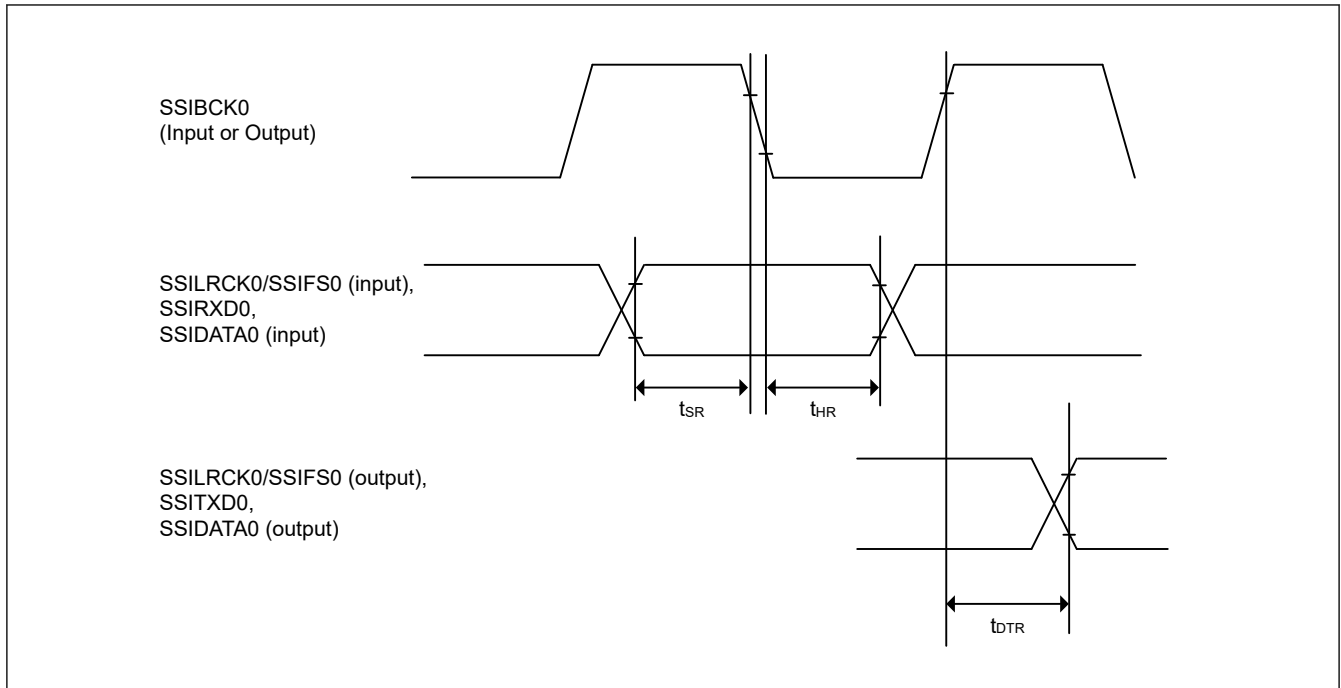 SSIBCK0
(Input or Output)
SSILRCK0/SSIFS0 (input),
SSIRXD0,
SSIDATA0 (input)
tSR
tHR
SSILRCK0/SSIFS0 (output),
SSITXD0,
SSIDATA0 (output)
tDTR